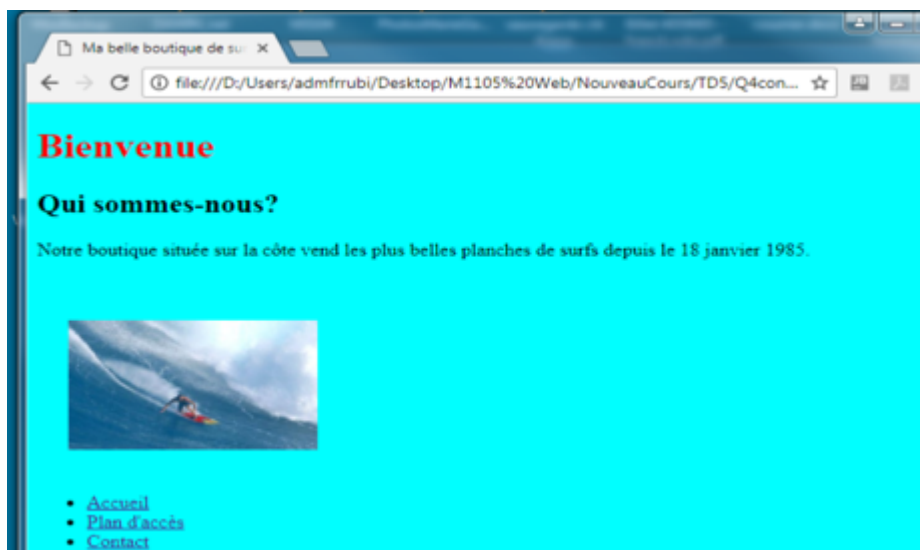 Ma belle boutique de su
file:///D:/Users/admfrrubi/Desktop/M1105%20Web/NouveauCours/TD5/Q4con...
Bienvenue
Qui sommes-nous?
Notre boutique située sur la côte vend les plus belles planches de surfs depuis le 18 janvier 1985.
Accueil
Plan d'accès
Contact